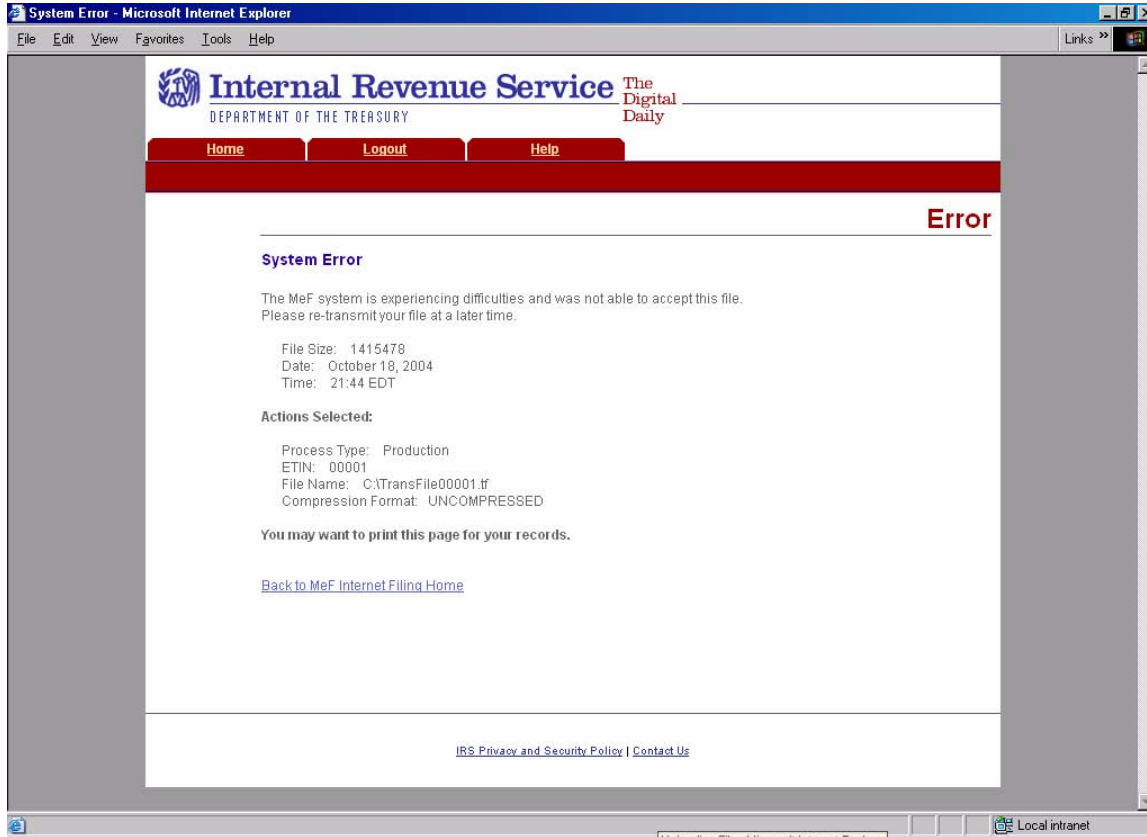 System Error - Microsoft Internet Explorer
File Edit View Favorites Tools Help Links »
Internal Revenue Service
DEPARTMENT OF THE TREASURY
The
Digital
Daily
Home Logout Help
Error
System Error
The MeF system is experiencing difficulties and was not able to accept this file.
Please re-transmit your file at a later time.
File Size: 1415478
Date: October 18, 2004
Time: 21:44 EDT
Actions Selected:
Process Type: Production
ETIN: 00001
File Name: C:\TransFile00001.tf
Compression Format: UNCOMPRESSED
You may want to print this page for your records.
Back to MeF Internet Filing Home
IRS Privacy and Security Policy | Contact Us
Local intranet